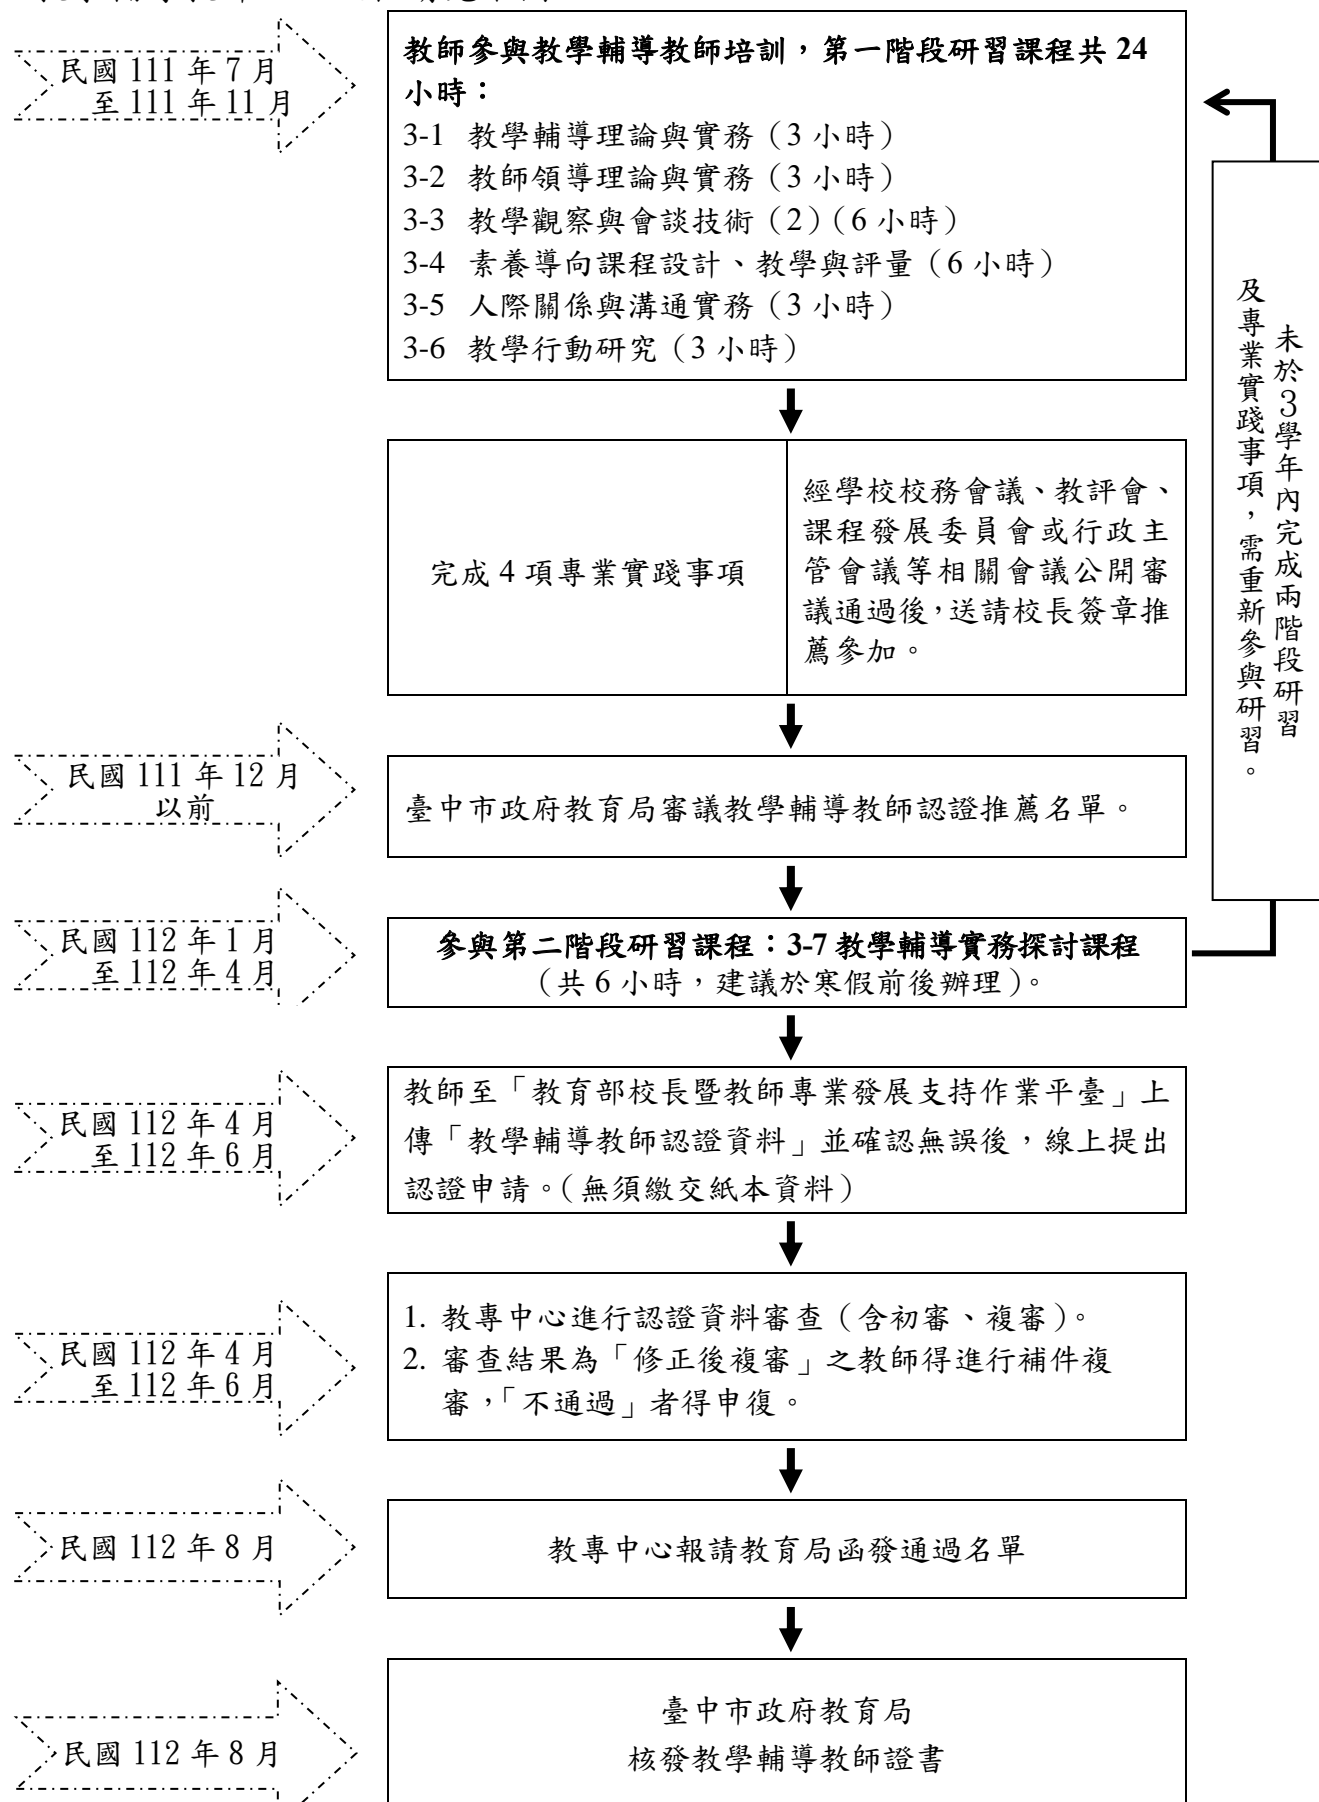 民國 111 年 7 月
至 111 年 11 月
教師參與教學輔導教師培訓，第一階段研習課程共 24
小時：
3-1 教學輔導理論與實務（3 小時）
3-2 教師領導理論與實務（3 小時）
3-3 教學觀察與會談技術（2）（6 小時）
3-4 素養導向課程設計、教學與評量（6 小時）
3-5 人際關係與溝通實務（3 小時）
3-6 教學行動研究（3 小時）
未於3學年內完成兩階段研習
及專業實踐事項，需重新參與研習。
完成 4 項專業實踐事項
經學校校務會議、教評會、
課程發展委員會或行政主
管會議等相關會議公開審
議通過後，送請校長簽章推
薦參加。
民國 111 年 12 月
以前
臺中市政府教育局審議教學輔導教師認證推薦名單。
民國 112 年 1 月
至 112 年 4 月
參與第二階段研習課程：3-7 教學輔導實務探討課程
（共 6 小時，建議於寒假前後辦理）。
民國 112 年 4 月
至 112 年 6 月
教師至「教育部校長暨教師專業發展支持作業平臺」上
傳「教學輔導教師認證資料」並確認無誤後，線上提出
認證申請。（無須繳交紙本資料）
民國 112 年 4 月
至 112 年 6 月
1. 教專中心進行認證資料審查（含初審、複審）。
2. 審查結果為「修正後複審」之教師得進行補件複
審，「不通過」者得申復。
民國 112 年 8 月
教專中心報請教育局函發通過名單
民國 112 年 8 月
臺中市政府教育局
核發教學輔導教師證書